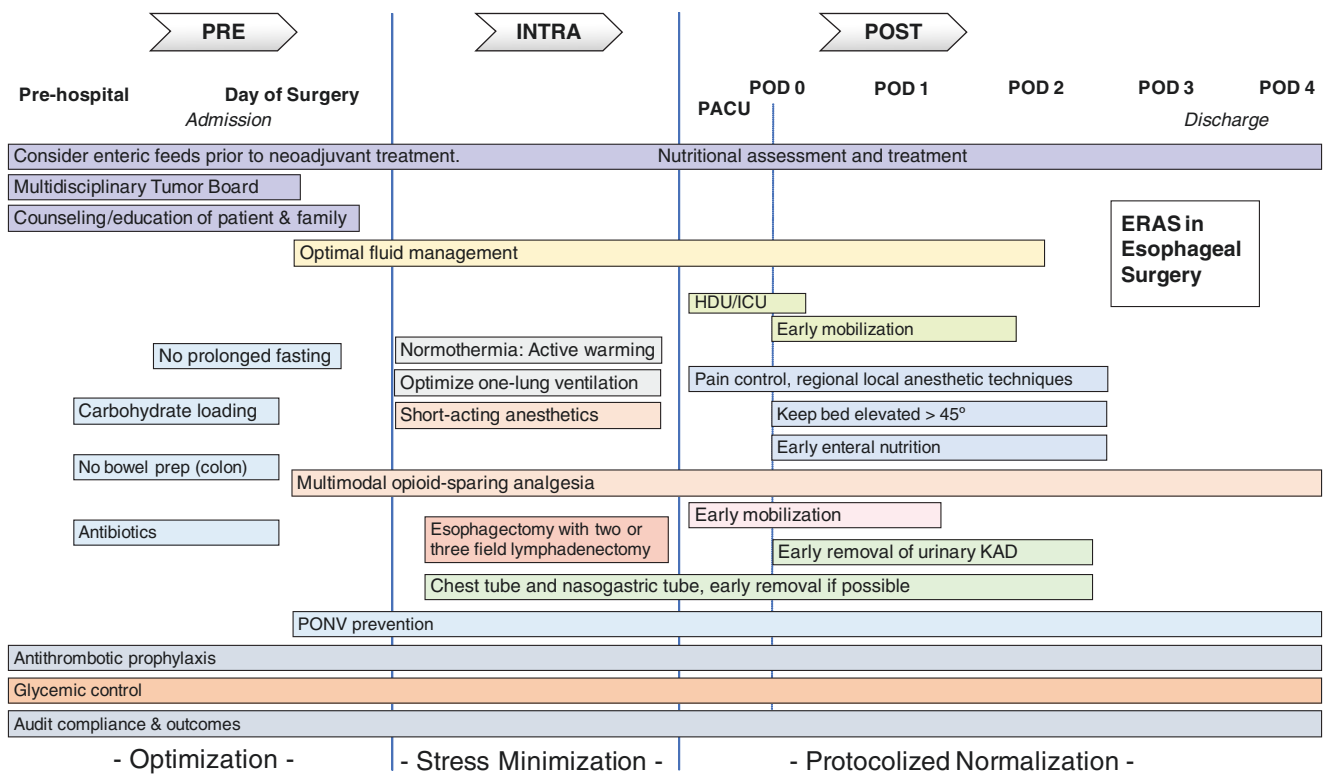 PRE
INTRA
POST
Pre-hospital
Day of Surgery
Admission
PACU
POD 0
POD 1
POD 2
POD 3
POD 4
Discharge
Consider enteric feeds prior to neoadjuvant treatment.
Nutritional assessment and treatment
Multidisciplinary Tumor Board
Counseling/education of patient & family
ERAS in
Esophageal
Surgery
Optimal fluid management
HDU/ICU
Early mobilization
No prolonged fasting
Normothermia: Active warming
Optimize one-lung ventilation
Pain control, regional local anesthetic techniques
Carbohydrate loading
Short-acting anesthetics
Keep bed elevated > 45º
Early enteral nutrition
No bowel prep (colon)
Multimodal opioid-sparing analgesia
Early mobilization
Antibiotics
Esophagectomy with two or
three field lymphadenectomy
Early removal of urinary KAD
Chest tube and nasogastric tube, early removal if possible
PONV prevention
Antithrombotic prophylaxis
Glycemic control
Audit compliance & outcomes
- Optimization -
- Stress Minimization -
- Protocolized Normalization -